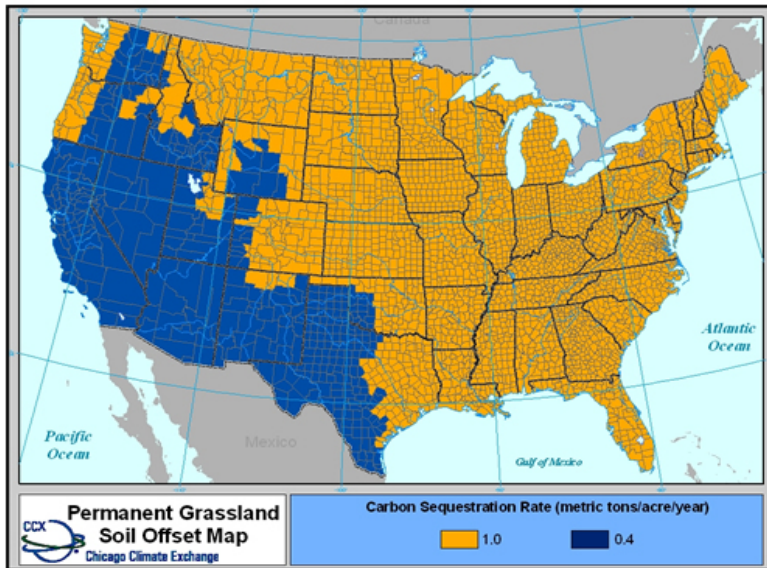 Canada
Atlantic
Ocean
Pacific
Ocean
Mexico
Gulf of Mexico
CCX
Permanent Grassland
Soil Offset Map
Chicago Climate Exchange
Carbon Sequestration Rate (metric tons/acre/year)
1.0
0.4